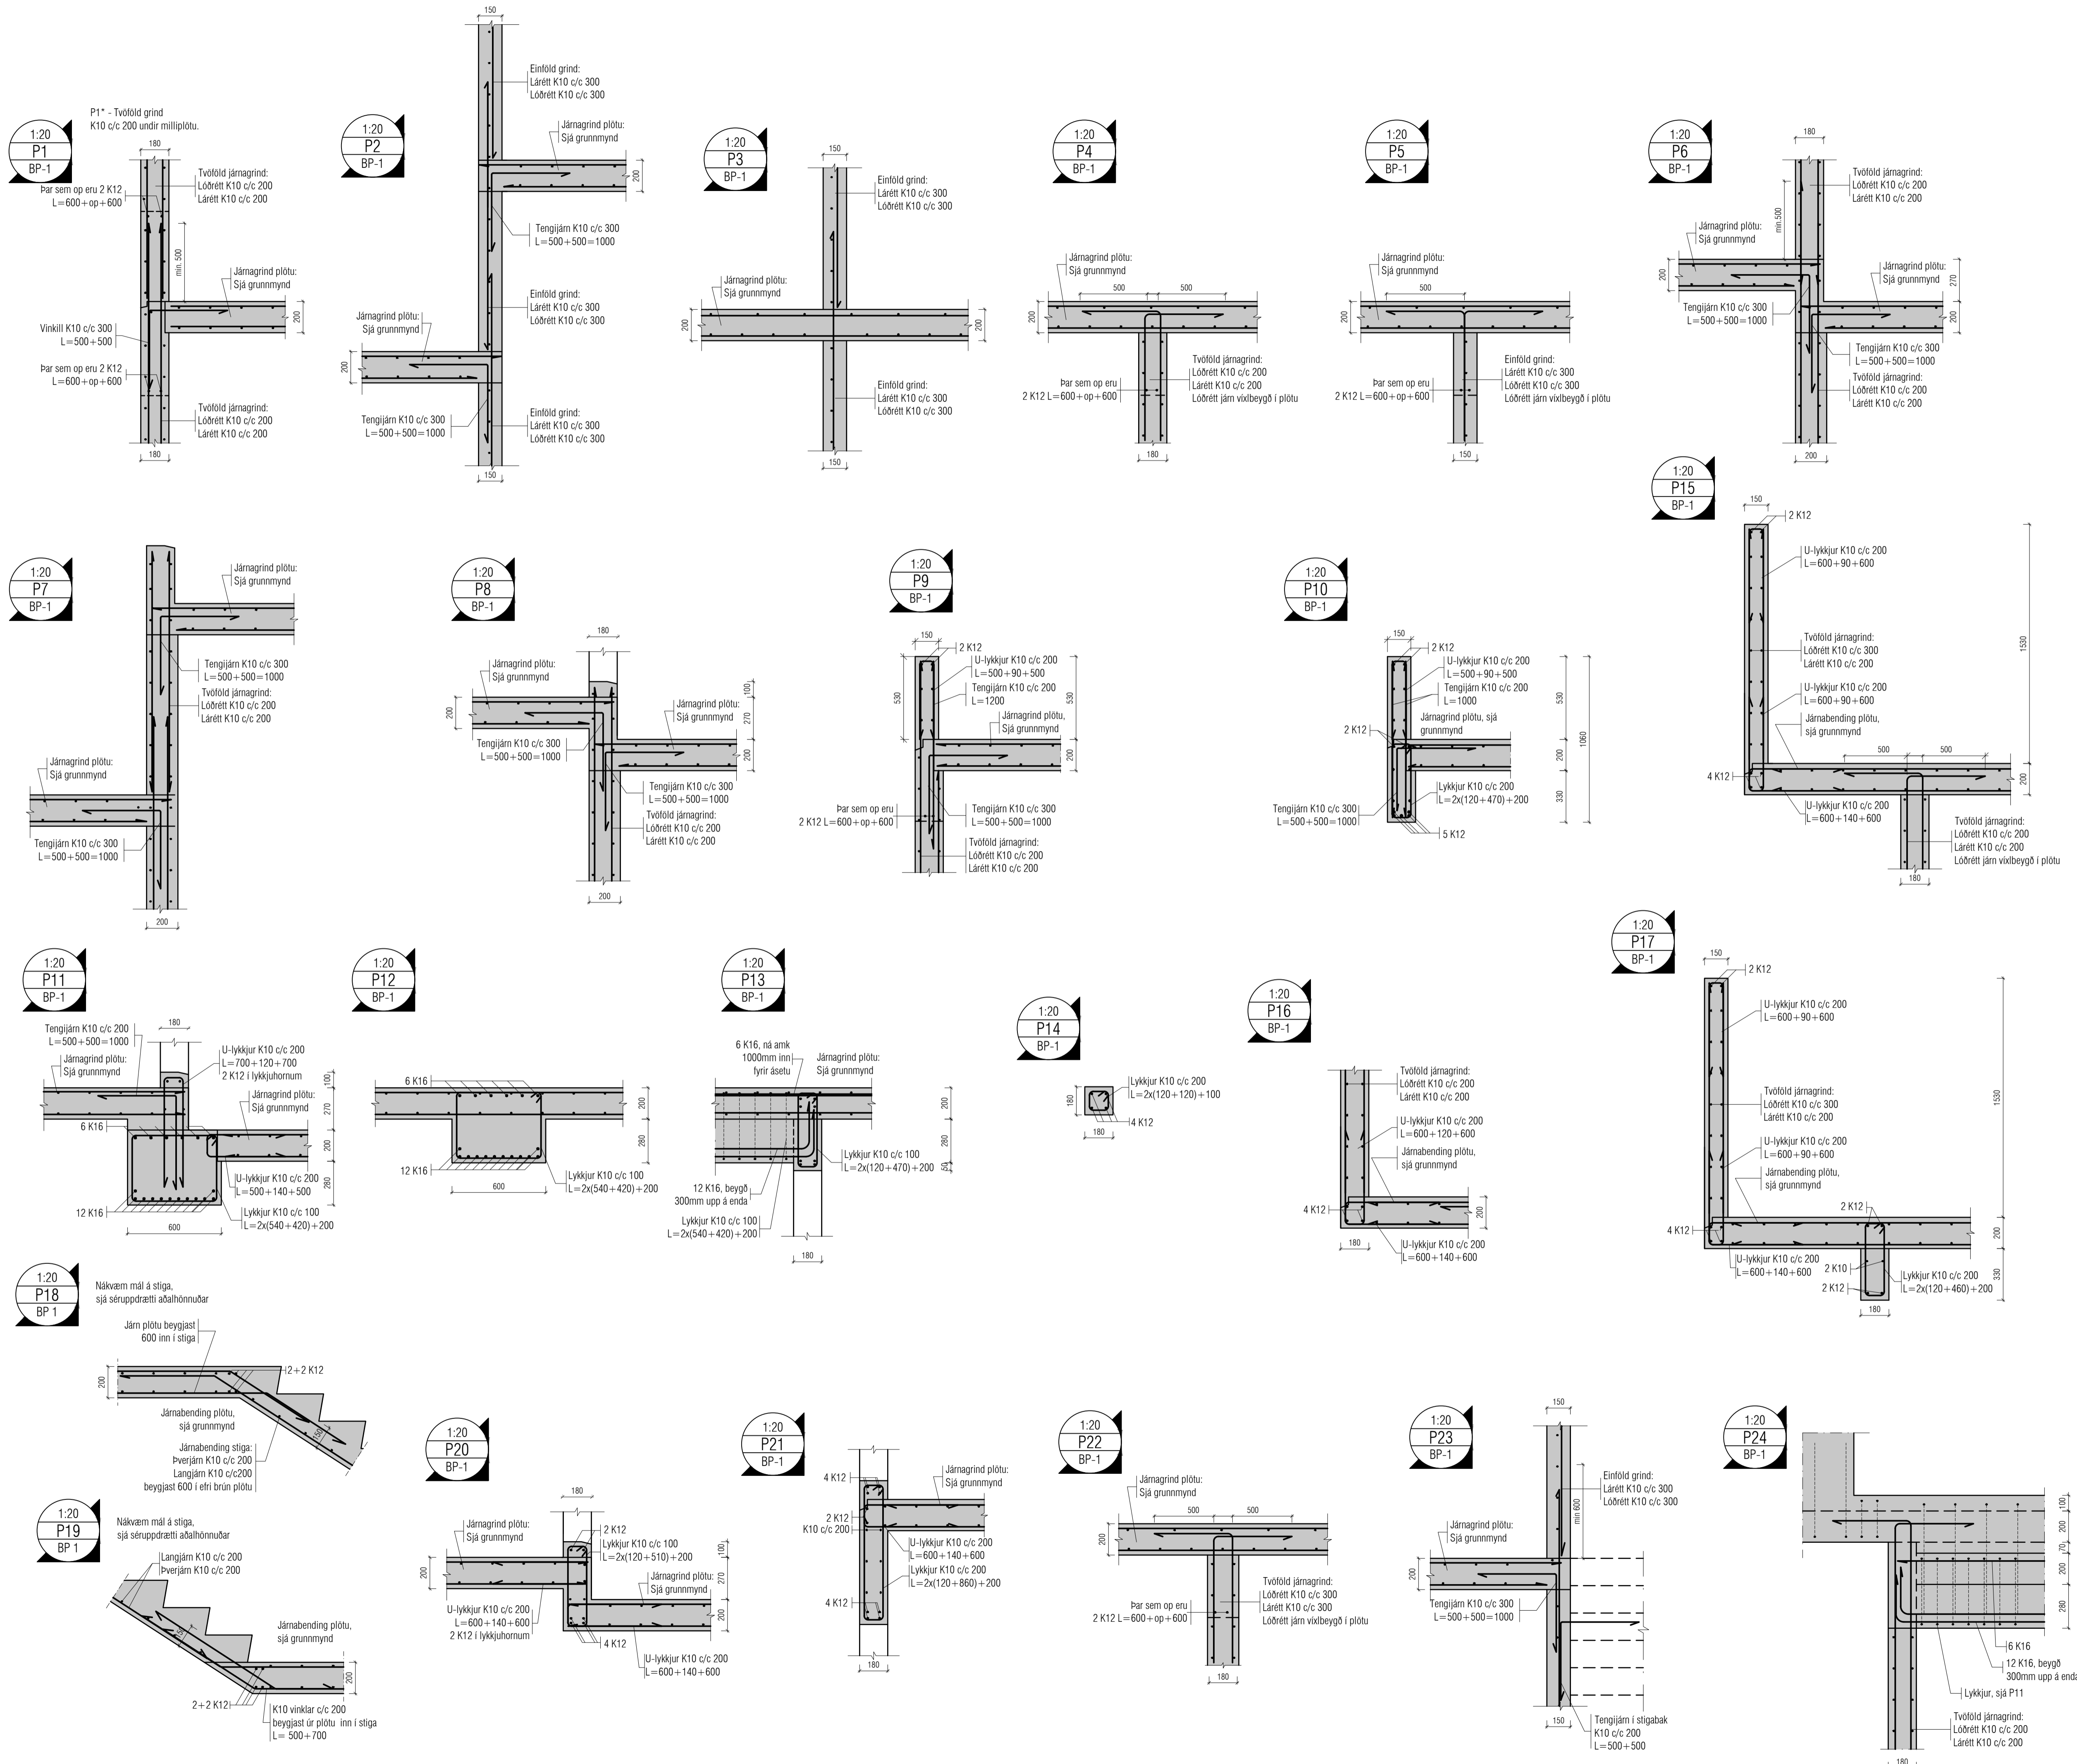 P1* - Tvöföld grind
K10 c/c 200 undir milliplötu.
1:20
P1
BP-1
180
Þar sem op eru 2 K12
L=600+op+600
Tvöföld járnagrind:
Lóðrétt K10 c/c 200
Lárétt K10 c/c 200
min. 500
Járnagrind plötu:
Sjá grunnmynd
200
Vinkill K10 c/c 300
L=500+500
Þar sem op eru 2 K12
L=600+op+600
Tvöföld járnagrind:
Lóðrétt K10 c/c 200
Lárétt K10 c/c 200
180
1:20
P2
BP-1
150
Einföld grind:
Lárétt K10 c/c 300
Lóðrétt K10 c/c 300
Járnagrind plötu:
Sjá grunnmynd
200
Tengijárn K10 c/c 300
L=500+500=1000
Einföld grind:
Lárétt K10 c/c 300
Lóðrétt K10 c/c 300
Járnagrind plötu:
Sjá grunnmynd
200
Tengijárn K10 c/c 300
L=500+500=1000
Einföld grind:
Lárétt K10 c/c 300
Lóðrétt K10 c/c 300
150
1:20
P3
BP-1
150
Einföld grind:
Lárétt K10 c/c 300
Lóðrétt K10 c/c 300
Járnagrind plötu:
Sjá grunnmynd
200
200
Einföld grind:
Lárétt K10 c/c 300
Lóðrétt K10 c/c 300
150
1:20
P4
BP-1
Járnagrind plötu:
Sjá grunnmynd
500
500
200
Tvöföld járnagrind:
Lóðrétt K10 c/c 200
Lárétt K10 c/c 200
Lóðrétt járn víxlbeygð í plötu
Þar sem op eru
2 K12 L=600+op+600
180
1:20
P5
BP-1
Járnagrind plötu:
Sjá grunnmynd
500
200
Einföld grind:
Lárétt K10 c/c 300
Lóðrétt K10 c/c 300
Lóðrétt járn víxlbeygð í plötu
Þar sem op eru
2 K12 L=600+op+600
150
1:20
P6
BP-1
180
Tvöföld járnagrind:
Lóðrétt K10 c/c 200
Lárétt K10 c/c 200
min.500
Járnagrind plötu:
Sjá grunnmynd
200
Járnagrind plötu:
Sjá grunnmynd
270
200
Tengijárn K10 c/c 300
L=500+500=1000
Tengijárn K10 c/c 300
L=500+500=1000
Tvöföld járnagrind:
Lóðrétt K10 c/c 200
Lárétt K10 c/c 200
200
1:20
P7
BP-1
Járnagrind plötu:
Sjá grunnmynd
Tengijárn K10 c/c 300
L=500+500=1000
Tvöföld járnagrind:
Lóðrétt K10 c/c 200
Lárétt K10 c/c 200
Járnagrind plötu:
Sjá grunnmynd
Tengijárn K10 c/c 300
L=500+500=1000
200
1:20
P8
BP-1
180
Járnagrind plötu:
Sjá grunnmynd
200
Járnagrind plötu:
Sjá grunnmynd
100
270
200
Tengijárn K10 c/c 300
L=500+500=1000
Tengijárn K10 c/c 300
L=500+500=1000
Tvöföld járnagrind:
Lóðrétt K10 c/c 200
Lárétt K10 c/c 200
200
1:20
P9
BP-1
150
2 K12
U-lykkjur K10 c/c 200
L=500+90+500
Tengijárn K10 c/c 200
L=1200
530
530
Járnagrind plötu,
Sjá grunnmynd
200
Þar sem op eru
2 K12 L=600+op+600
Tengijárn K10 c/c 300
L=500+500=1000
Tvöföld járnagrind:
Lóðrétt K10 c/c 200
Lárétt K10 c/c 200
1:20
P10
BP-1
150
2 K12
U-lykkjur K10 c/c 200
L=500+90+500
Tengijárn K10 c/c 200
L=1000
2 K12
Járnagrind plötu, sjá
grunnmynd
530
200
330
1060
Lykkjur K10 c/c 200
L=2x(120+470)+200
Tengijárn K10 c/c 300
L=500+500=1000
5 K12
1:20
P15
BP-1
150
2 K12
U-lykkjur K10 c/c 200
L=600+90+600
1530
Tvöföld járnagrind:
Lóðrétt K10 c/c 300
Lárétt K10 c/c 200
U-lykkjur K10 c/c 200
L=600+90+600
Járnabending plötu,
sjá grunnmynd
500
500
4 K12
200
U-lykkjur K10 c/c 200
L=600+140+600
Tvöföld járnagrind:
Lóðrétt K10 c/c 200
Lárétt K10 c/c 200
Lóðrétt járn víxlbeygð í plötu
180
1:20
P11
BP-1
Tengijárn K10 c/c 200
L=500+500=1000
180
Járnagrind plötu:
Sjá grunnmynd
U-lykkjur K10 c/c 200
L=700+120+700
2 K12 í lykkjuhornum
Járnagrind plötu:
Sjá grunnmynd
100
270
200
280
6 K16
12 K16
U-lykkjur K10 c/c 200
L=500+140+500
Lykkjur K10 c/c 100
L=2x(540+420)+200
600
1:20
P12
BP-1
6 K16
200
280
12 K16
Lykkjur K10 c/c 100
L=2x(540+420)+200
600
1:20
P13
BP-1
6 K16, ná amk
1000mm inn
fyrir ásetu
Járnagrind plötu:
Sjá grunnmynd
200
280
50
Lykkjur K10 c/c 100
L=2x(120+470)+200
12 K16, beygð
300mm upp á enda
Lykkjur K10 c/c 100
L=2x(540+420)+200
180
1:20
P14
BP-1
180
Lykkjur K10 c/c 200
L=2x(120+120)+100
4 K12
180
1:20
P16
BP-1
Tvöföld járnagrind:
Lóðrétt K10 c/c 200
Lárétt K10 c/c 200
U-lykkjur K10 c/c 200
L=600+120+600
Járnabending plötu,
sjá grunnmynd
4 K12
200
U-lykkjur K10 c/c 200
L=600+140+600
180
1:20
P17
BP-1
150
2 K12
U-lykkjur K10 c/c 200
L=600+90+600
1530
Tvöföld járnagrind:
Lóðrétt K10 c/c 300
Lárétt K10 c/c 200
U-lykkjur K10 c/c 200
L=600+90+600
Járnabending plötu,
sjá grunnmynd
2 K12
4 K12
200
330
U-lykkjur K10 c/c 200
L=600+140+600
2 K10
2 K12
Lykkjur K10 c/c 200
L=2x(120+460)+200
180
1:20
P18
BP 1
Nákvæm mál á stiga,
sjá séruppdrætti aðalhönnuðar
Járn plötu beygjast
600 inn í stiga
2+2 K12
200
Járnabending plötu,
sjá grunnmynd
150
Járnabending stiga:
Þverjárn K10 c/c 200
Langjárn K10 c/c200
beygjast 600 í efri brún plötu
1:20
P19
BP 1
Nákvæm mál á stiga,
sjá séruppdrætti aðalhönnuðar
Langjárn K10 c/c 200
Þverjárn K10 c/c 200
150
Járnabending plötu,
sjá grunnmynd
200
2+2 K12
K10 vinklar c/c 200
beygjast úr plötu inn í stiga
L= 500+700
1:20
P20
BP-1
180
Járnagrind plötu:
Sjá grunnmynd
2 K12
Lykkjur K10 c/c 100
L=2x(120+510)+200
200
Járnagrind plötu:
Sjá grunnmynd
100
270
200
U-lykkjur K10 c/c 200
L=600+140+600
2 K12 í lykkjuhornum
4 K12
U-lykkjur K10 c/c 200
L=600+140+600
1:20
P21
BP-1
4 K12
Járnagrind plötu:
Sjá grunnmynd
2 K12
K10 c/c 200
U-lykkjur K10 c/c 200
L=600+140+600
Lykkjur K10 c/c 200
L=2x(120+860)+200
4 K12
180
1:20
P22
BP-1
Járnagrind plötu:
Sjá grunnmynd
500
500
200
Tvöföld járnagrind:
Lóðrétt K10 c/c 300
Lárétt K10 c/c 300
Lóðrétt járn víxlbeygð í plötu
Þar sem op eru
2 K12 L=600+op+600
180
1:20
P23
BP-1
150
Einföld grind:
Lárétt K10 c/c 300
Lóðrétt K10 c/c 300
min 600
Járnagrind plötu:
Sjá grunnmynd
200
Tengijárn K10 c/c 300
L=500+500=1000
150
Tengijárn í stigabak
K10 c/c 200
L=500+500
1:20
P24
BP-1
100
200
70
200
280
6 K16
12 K16, beygð
300mm upp á enda
Lykkjur, sjá P11
Tvöföld járnagrind:
Lóðrétt K10 c/c 200
Lárétt K10 c/c 200
180